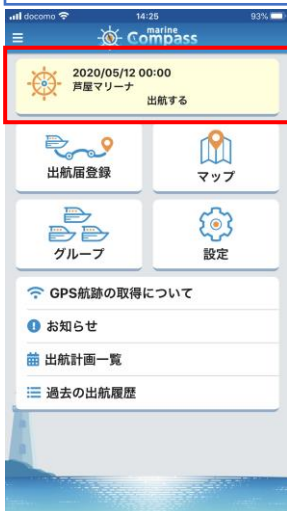 docomo 14:25 93%
marine
Compass
2020/05/12 00:00
芦屋マリーナ
出航する
出航届登録 マップ
グループ 設定
GPS航跡の取得について
お知らせ
出航計画一覧
過去の出航履歴